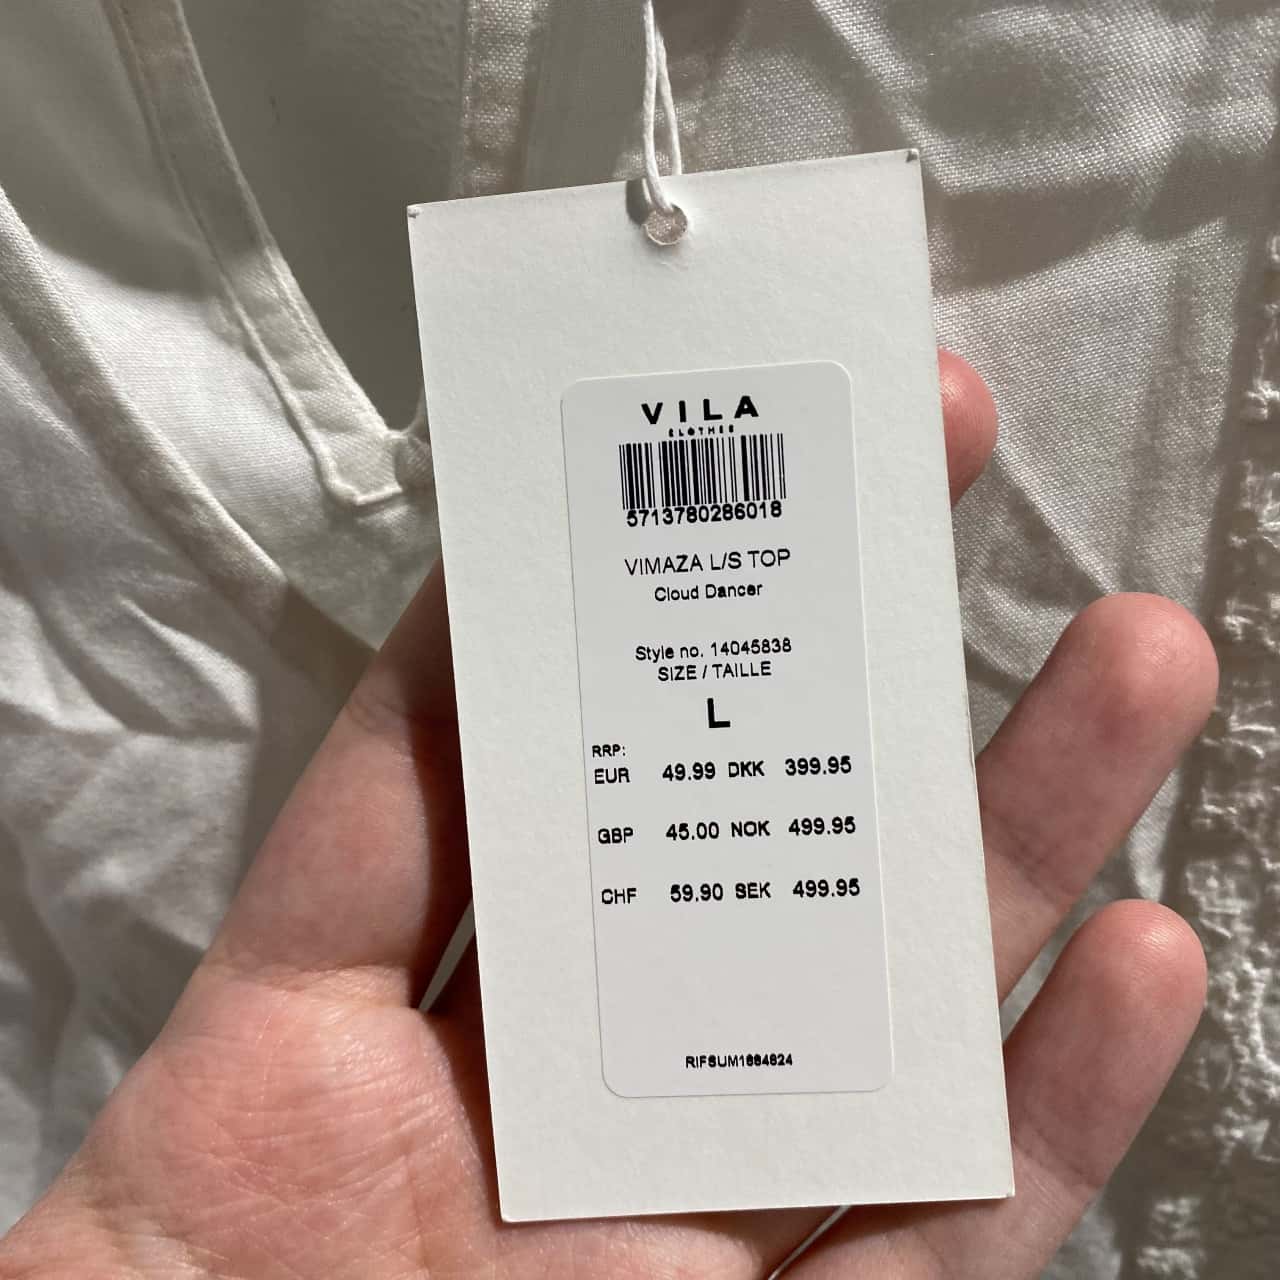 VILA
CLOTHES
5713780286018
VIMAZA L/S TOP
Cloud Dancer
Style no. 14045838
SIZE / TAILLE
L
RRP:
EUR 49.99 DKK 399.95
GBP 45.00 NOK 499.95
CHF 59.90 SEK 499.95